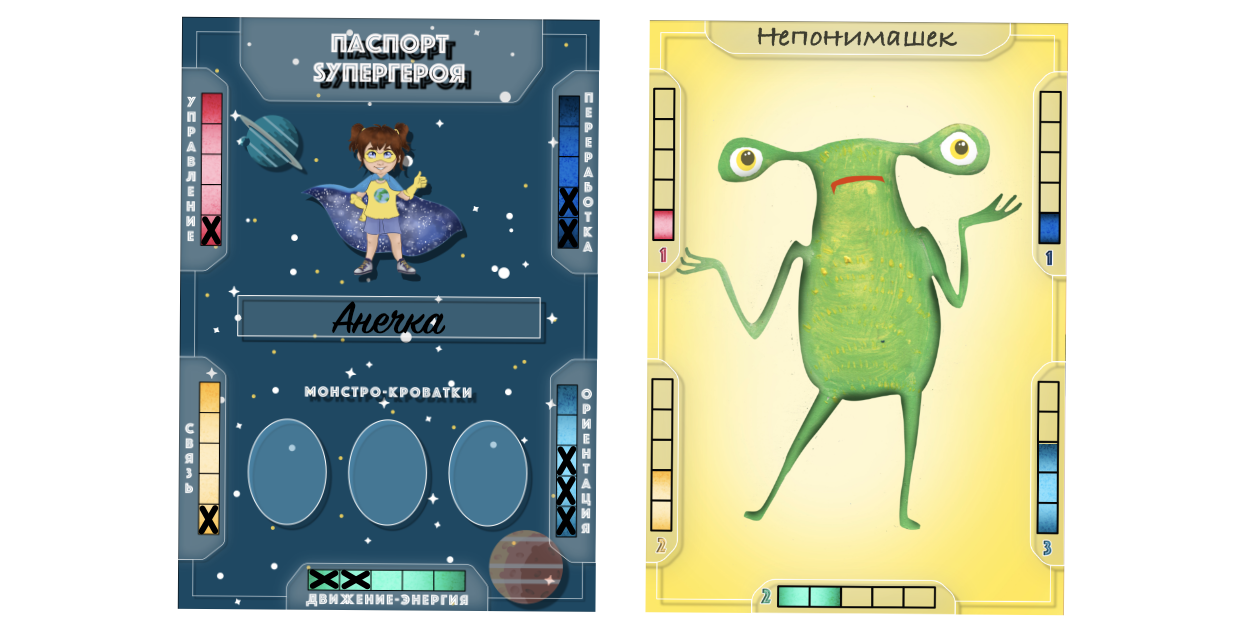 ПАСПОРТ
SУПЕРГЕРОЯ
УПРАВЛЕНИЕ
ПЕРЕРАБОТКА
Анечка
МОНСТРО-КРОВАТКИ
СВЯЗЬ
ОРИЕНТАЦИЯ
ДВИЖЕНИЕ-ЭНЕРГИЯ
Непонимашек
1
1
2
3
2